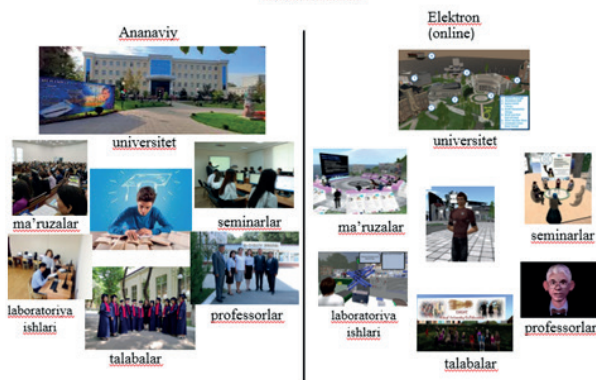 Ananaviy
universitet
ma’ruzalar
seminarlar
laboratoriya
ishlari
professorlar
talabalar
Elektron
(online)
universitet
ma’ruzalar
seminarlar
laboratoriya
ishlari
professorlar
talabalar